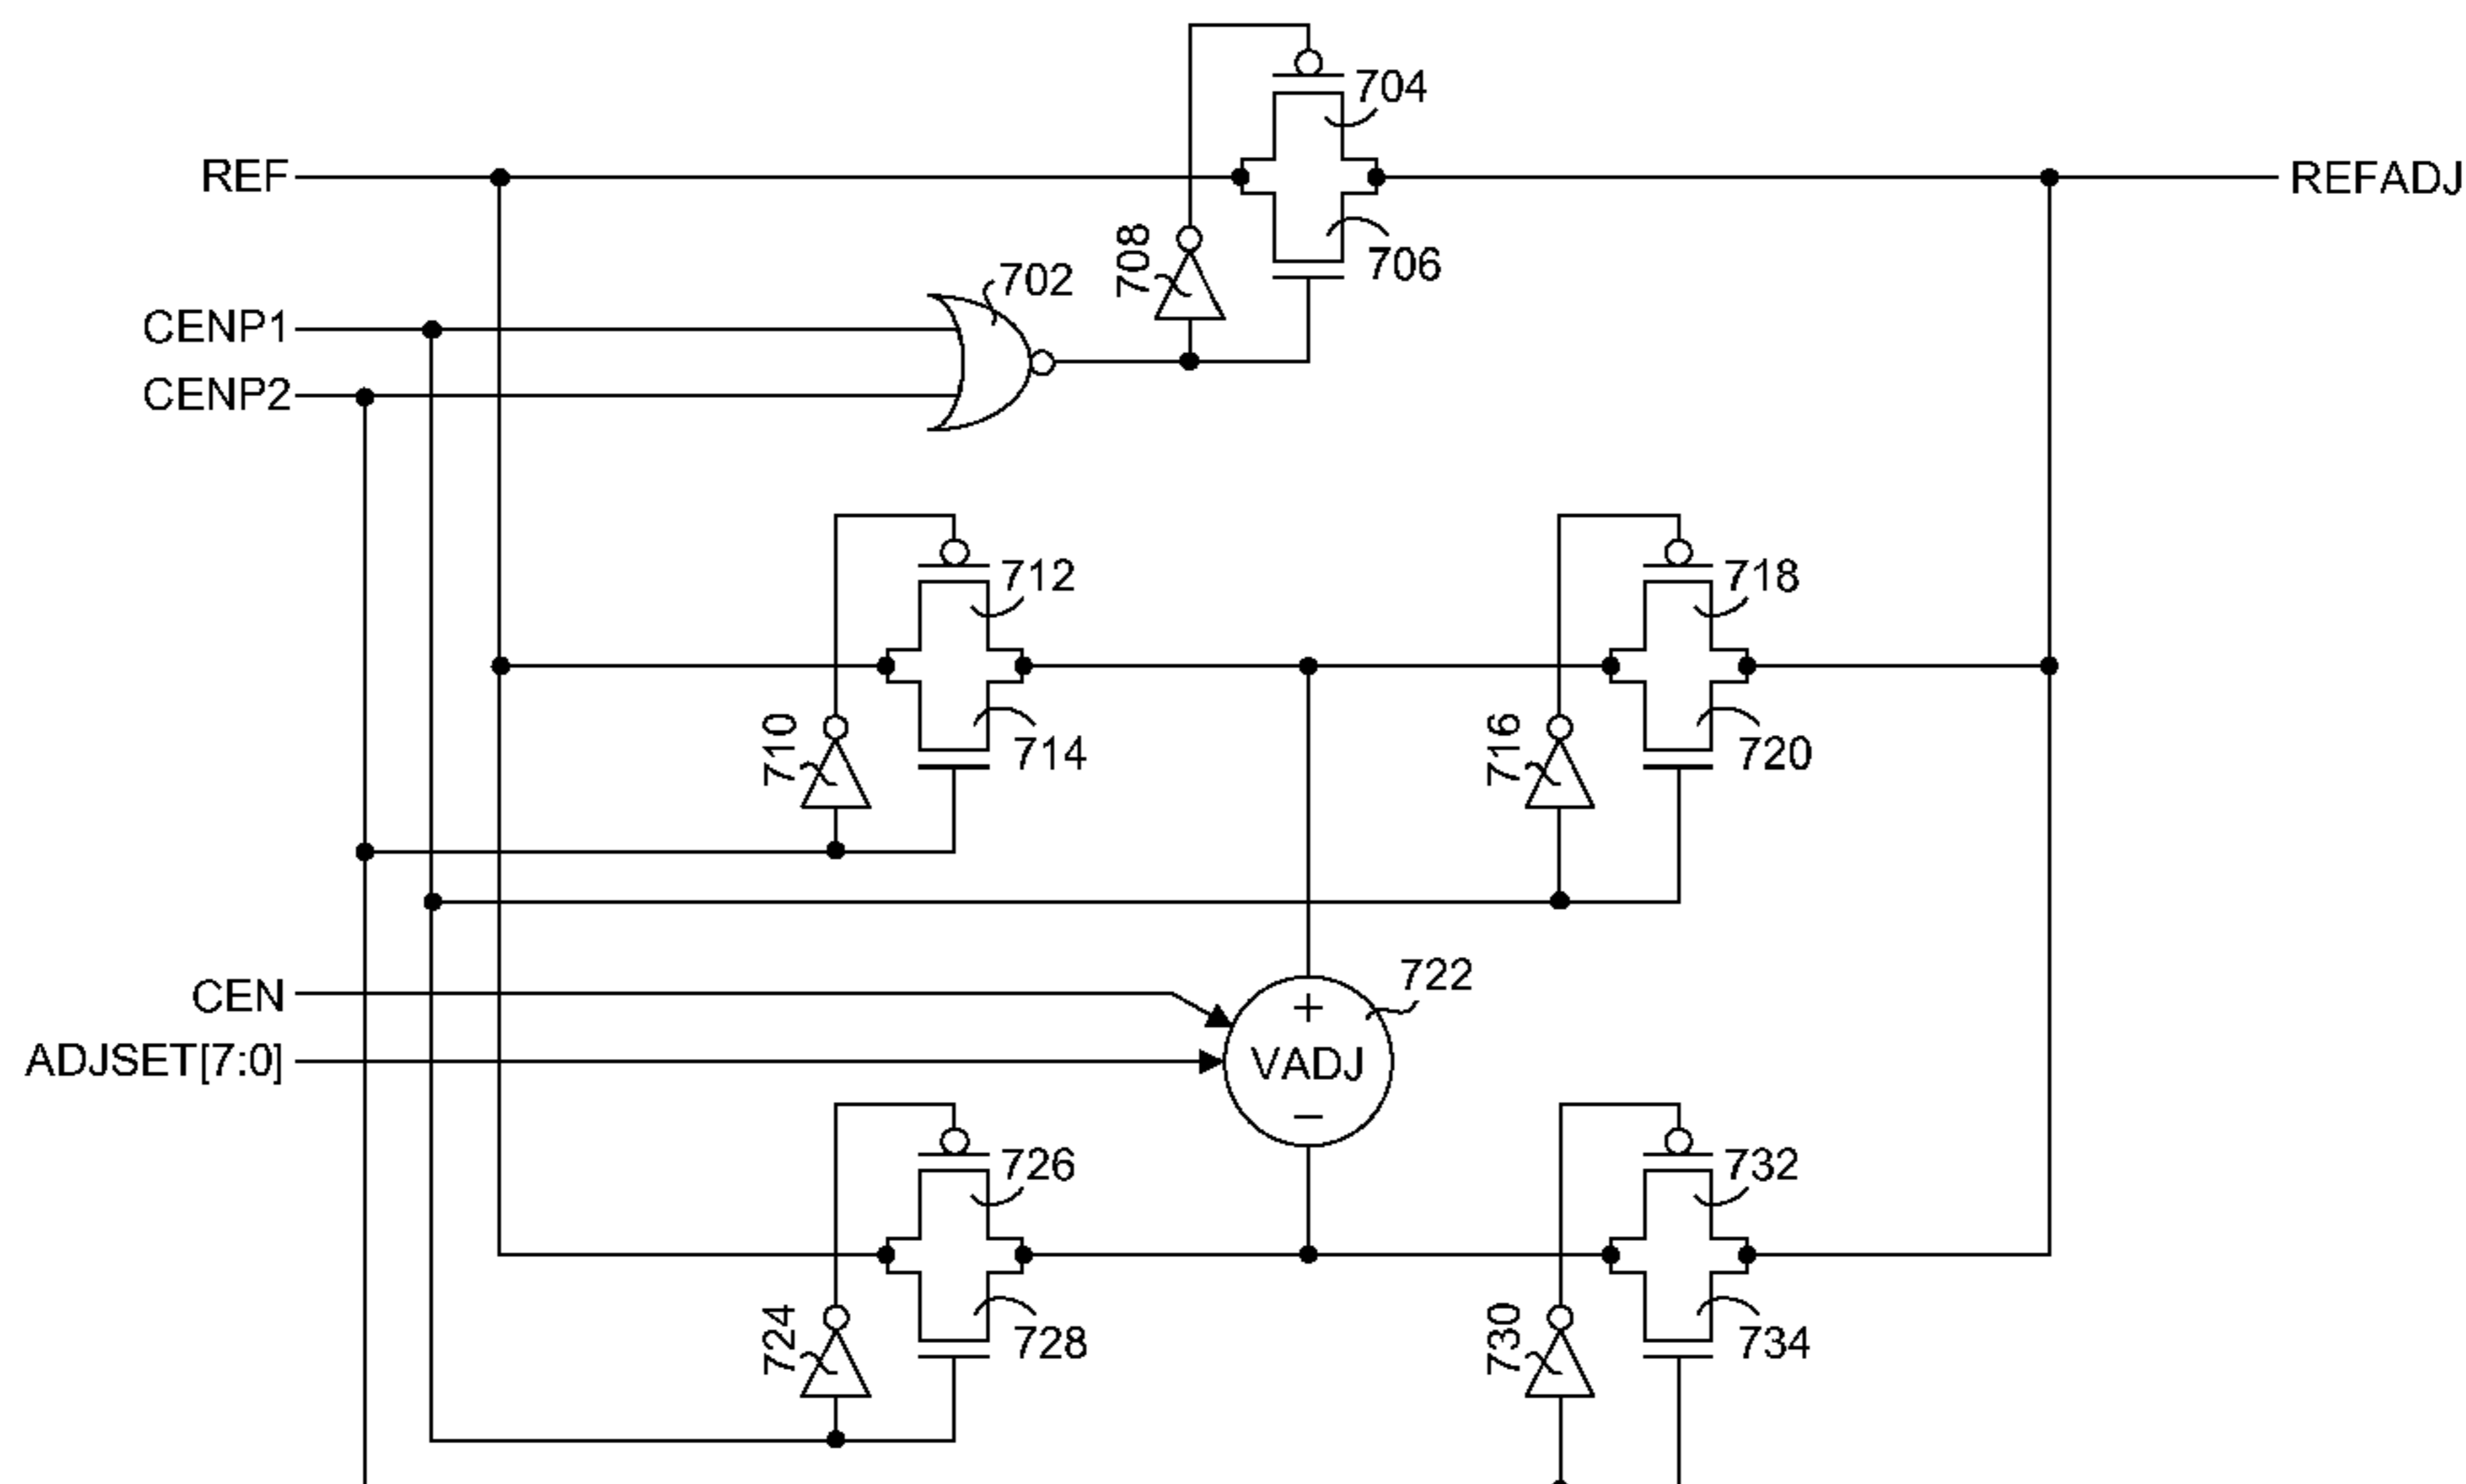 704
REF
REFADJ
708
706
702
CENP1
CENP2
712
718
710
714
716
720
722
CEN
+
ADJSET[7:0]
VADJ
−
726
732
724
728
730
734